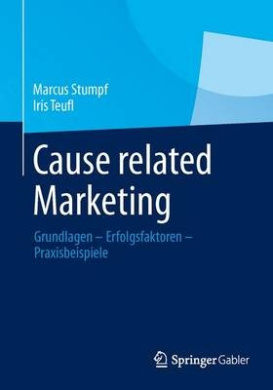 Marcus Stumpf
Iris Teufl
Cause related
Marketing
Grundlagen – Erfolgsfaktoren –
Praxisbeispiele
Springer Gabler